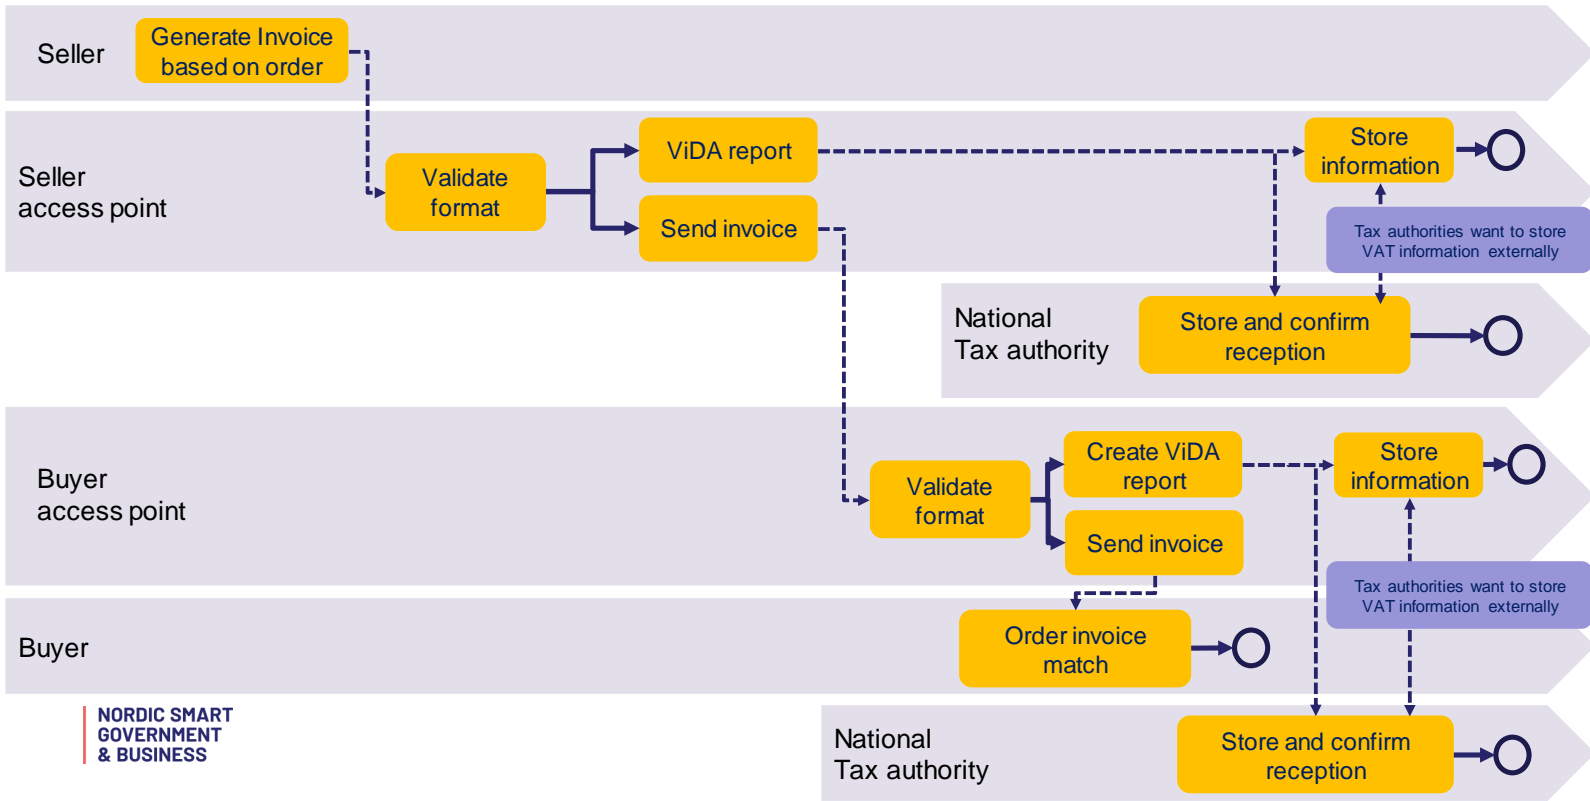 Seller
Generate Invoice
based on order
Seller
access point
Validate
format
ViDA report
Send invoice
Store
information
Tax authorities want to store
VAT information externally
National
Tax authority
Store and confirm
reception
Buyer
access point
Validate
format
Create ViDA
report
Send invoice
Store
information
Tax authorities want to store
VAT information externally
Buyer
Order invoice
match
NORDIC SMART
GOVERNMENT
& BUSINESS
National
Tax authority
Store and confirm
reception